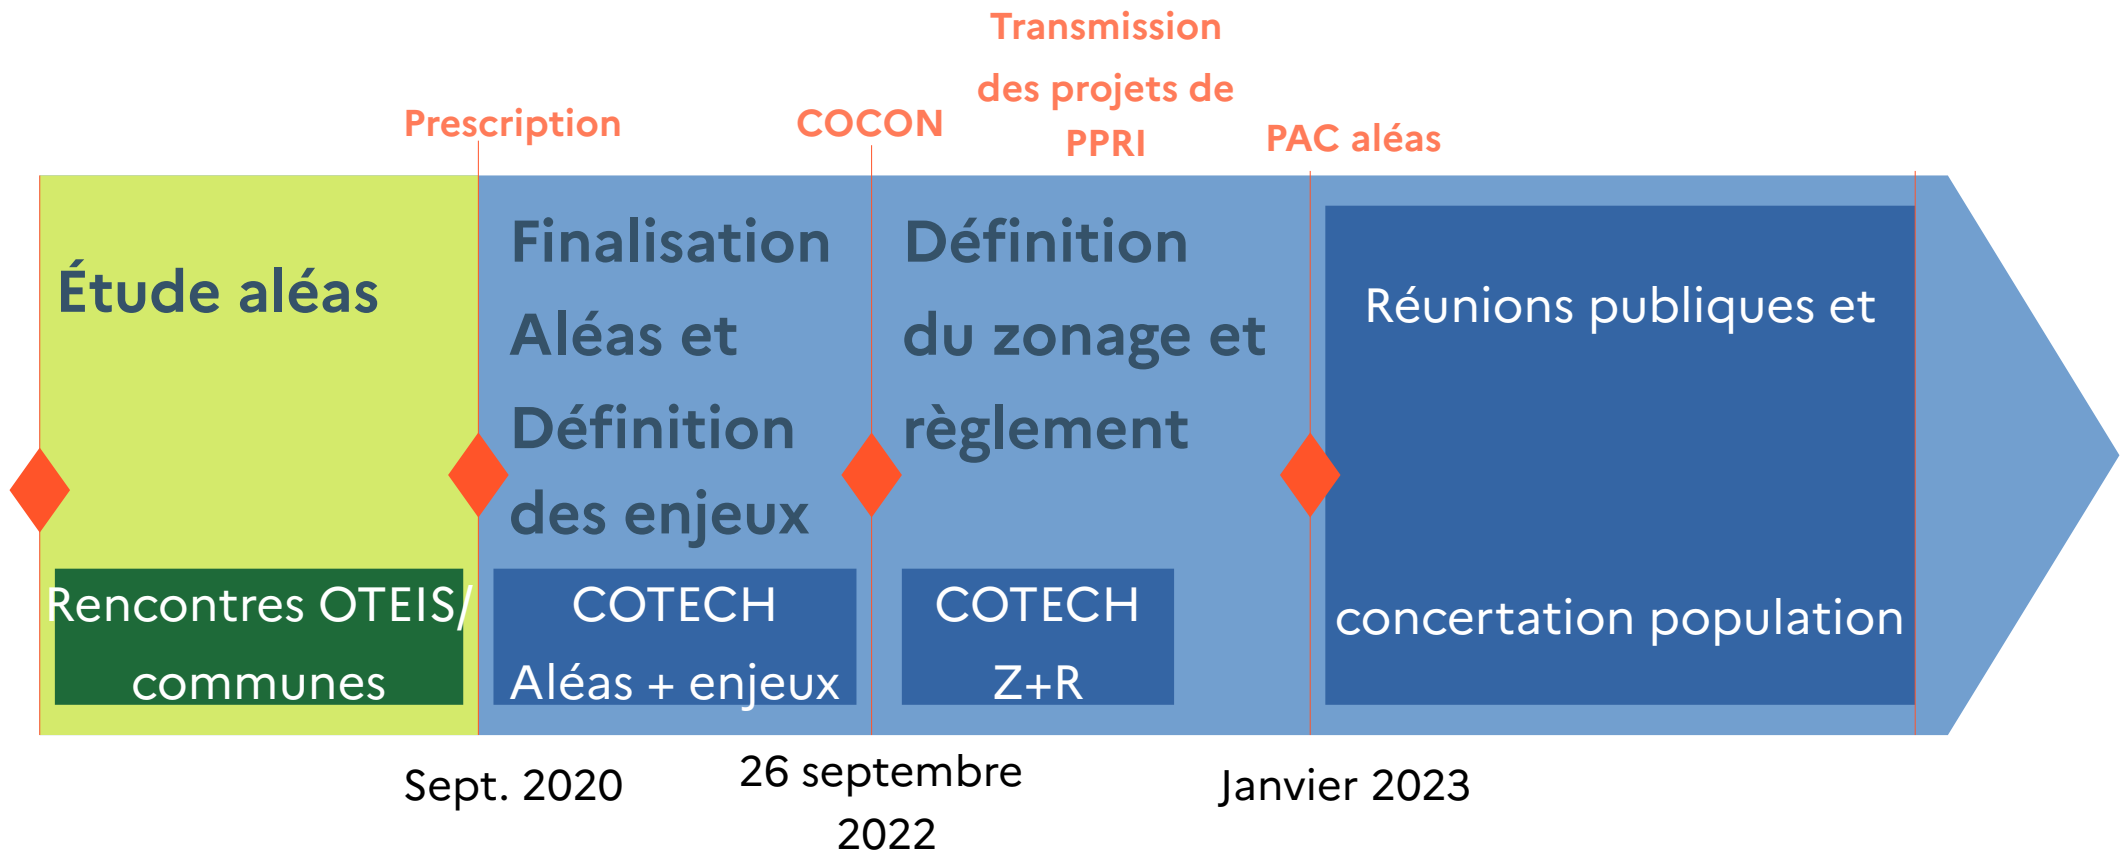 Transmission
des projets de
PPRI
Prescription
COCON
PAC aléas
Étude aléas
Finalisation
Aléas et
Définition
des enjeux
Définition
du zonage et
règlement
Réunions publiques et
concertation population
Rencontres OTEIS/
communes
COTECH
Aléas + enjeux
COTECH
Z+R
Sept. 2020
26 septembre
2022
Janvier 2023